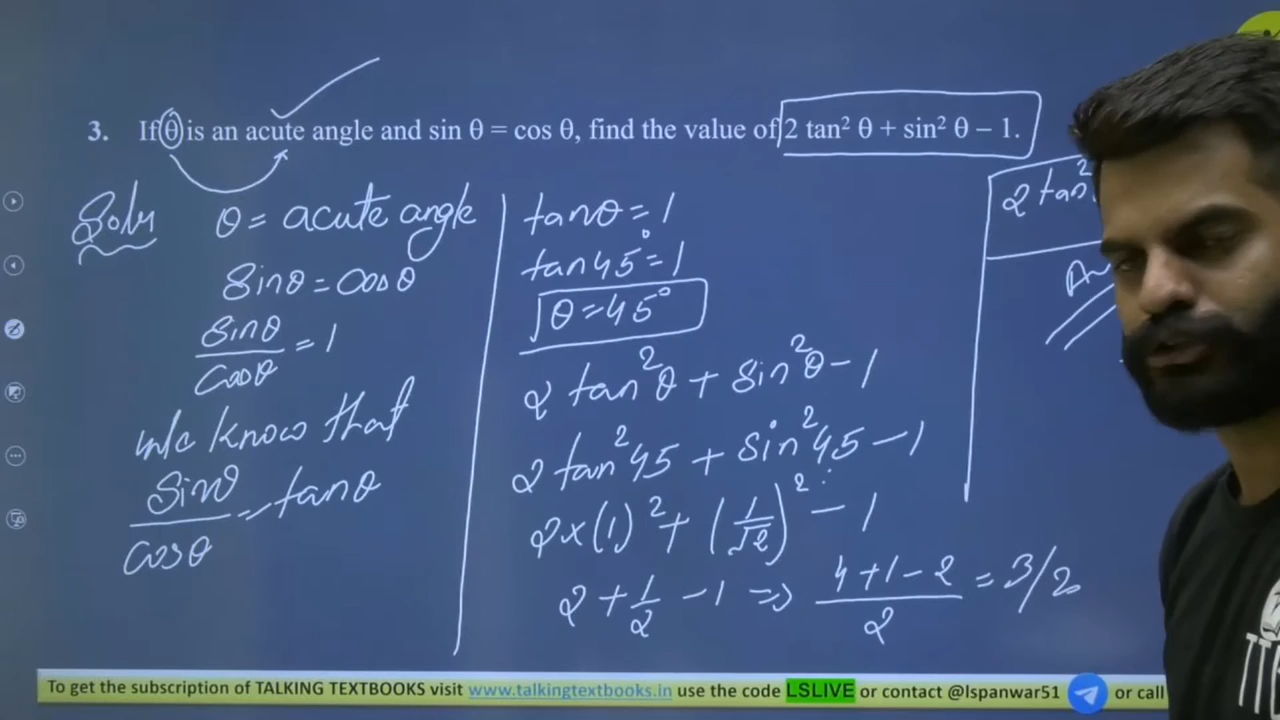 3. If θ is an acute angle and sin θ = cos θ, find the value of 2 tan² θ + sin² θ – 1.
Soln θ = acute angle
sinθ = cosθ
sinθ/cosθ = 1
we know that
sinθ/cosθ = tanθ
tanθ = 1
tan45° = 1
θ = 45°
2 tan²θ + sin²θ – 1
2 tan²45 + sin²45 – 1
2×(1)² + (1/√2)² – 1
2 + 1/2 – 1 ⇒ (4+1–2)/2 = 3/2
2 tan²
To get the subscription of TALKING TEXTBOOKS visit www.talkingtextbooks.in use the code LSLIVE or contact @lspanwar51 or call